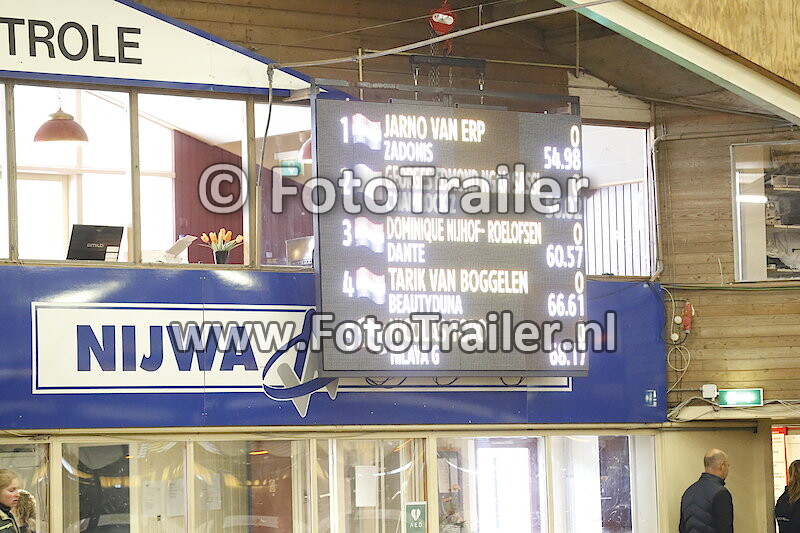 TROLE
1 JARNO VAN ERP 0
ZADONIS 54.98
© FotoTrailer
3 DOMINIQUE NIJHOF- ROELOFSEN 0
DANTE 60.57
4 TARIK VAN BOGGELEN 0
BEAUTYDUNA 66.61
NIJWA
www.FotoTrailer.nl
AED